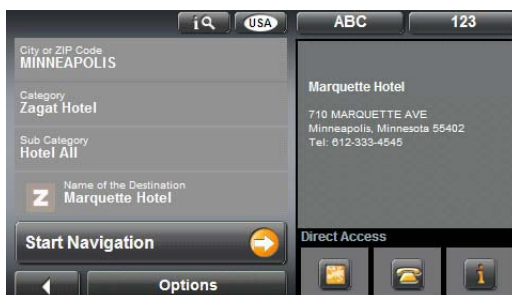 i
USA
ABC
123
City or ZIP Code
MINNEAPOLIS
Category
Zagat Hotel
Sub Category
Hotel All
Z
Name of the Destination
Marquette Hotel
Start Navigation
Options
Marquette Hotel
710 MARQUETTE AVE
Minneapolis, Minnesota 55402
Tel: 612-333-4545
Direct Access
i